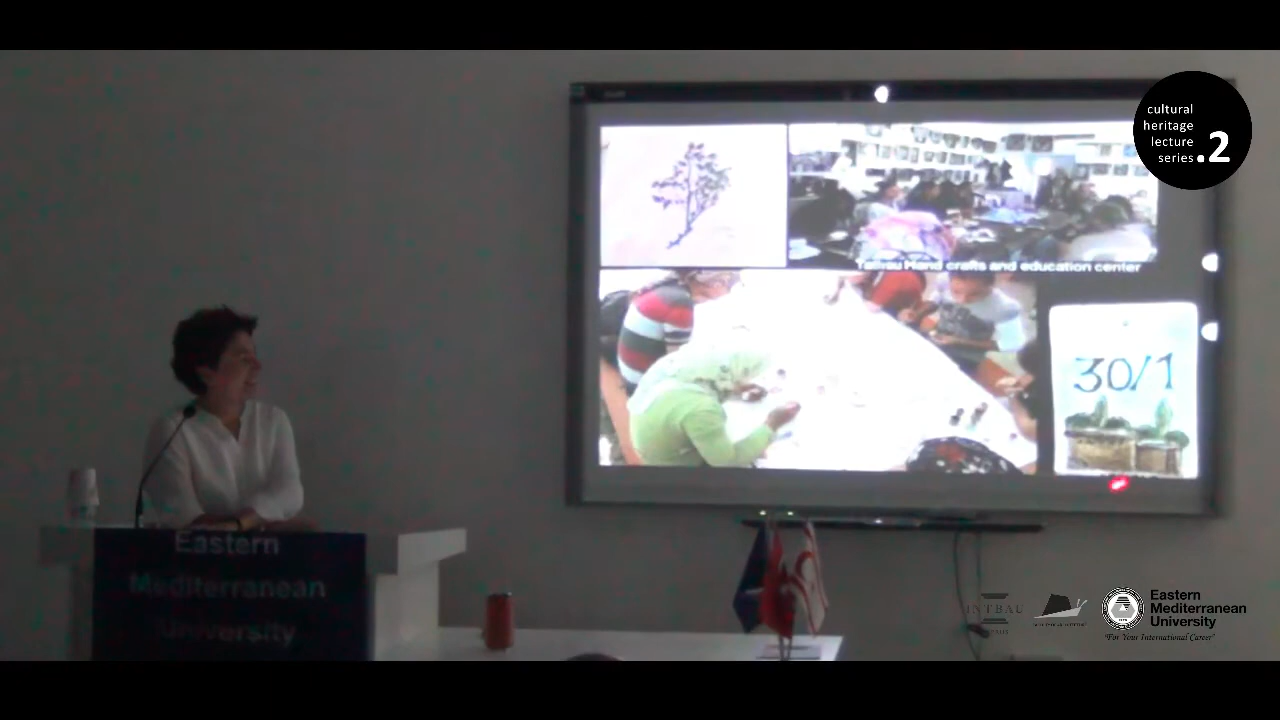 cultural
heritage
lecture
series .2
Hand crafts and education center
30/1
Eastern
Mediterranean
University
INTBAU
Eastern
Mediterranean
University
"For Your International Career"